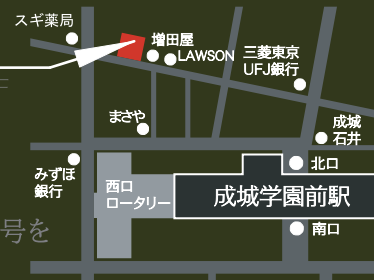 スギ薬局
増田屋
LAWSON
三菱東京
UFJ銀行
まさや
成城
石井
みずほ
銀行
西口
ロータリー
北口
成城学園前駅
南口
号を